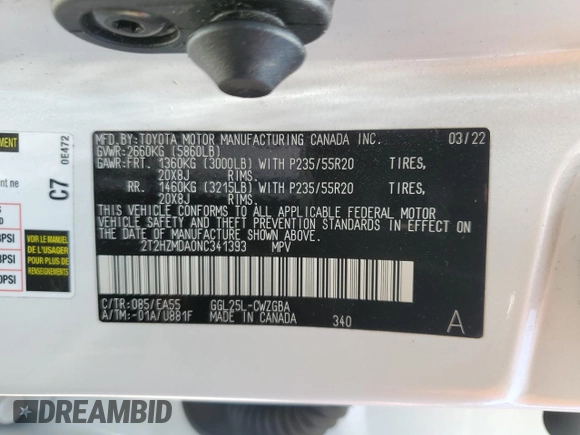 MFD.BY:TOYOTA MOTOR MANUFACTURING CANADA INC. 03/22
GVWR:2660KG (5860LB)
GAWR:FRT. 1360KG (3000LB) WITH P235/55R20 TIRES,
20X8J RIMS.
RR. 1460KG (3215LB) WITH P235/55R20 TIRES,
20X8J RIMS.
THIS VEHICLE CONFORMS TO ALL APPLICABLE FEDERAL MOTOR
VEHICLE SAFETY AND THEFT PREVENTION STANDARDS IN EFFECT ON
THE DATE OF MANUFACTURE SHOWN ABOVE.
2T2HZMDA0NC341393 MPV
C/TR:085/EA55 GGL25L-CWZGBA
A/TM:-01A/U881F MADE IN CANADA 340 A
C7
0E472
VOIR LE MANUEL
DE L'USAGER
POUR PLUS DE
RENSEIGNEMENTS
DREAMBID